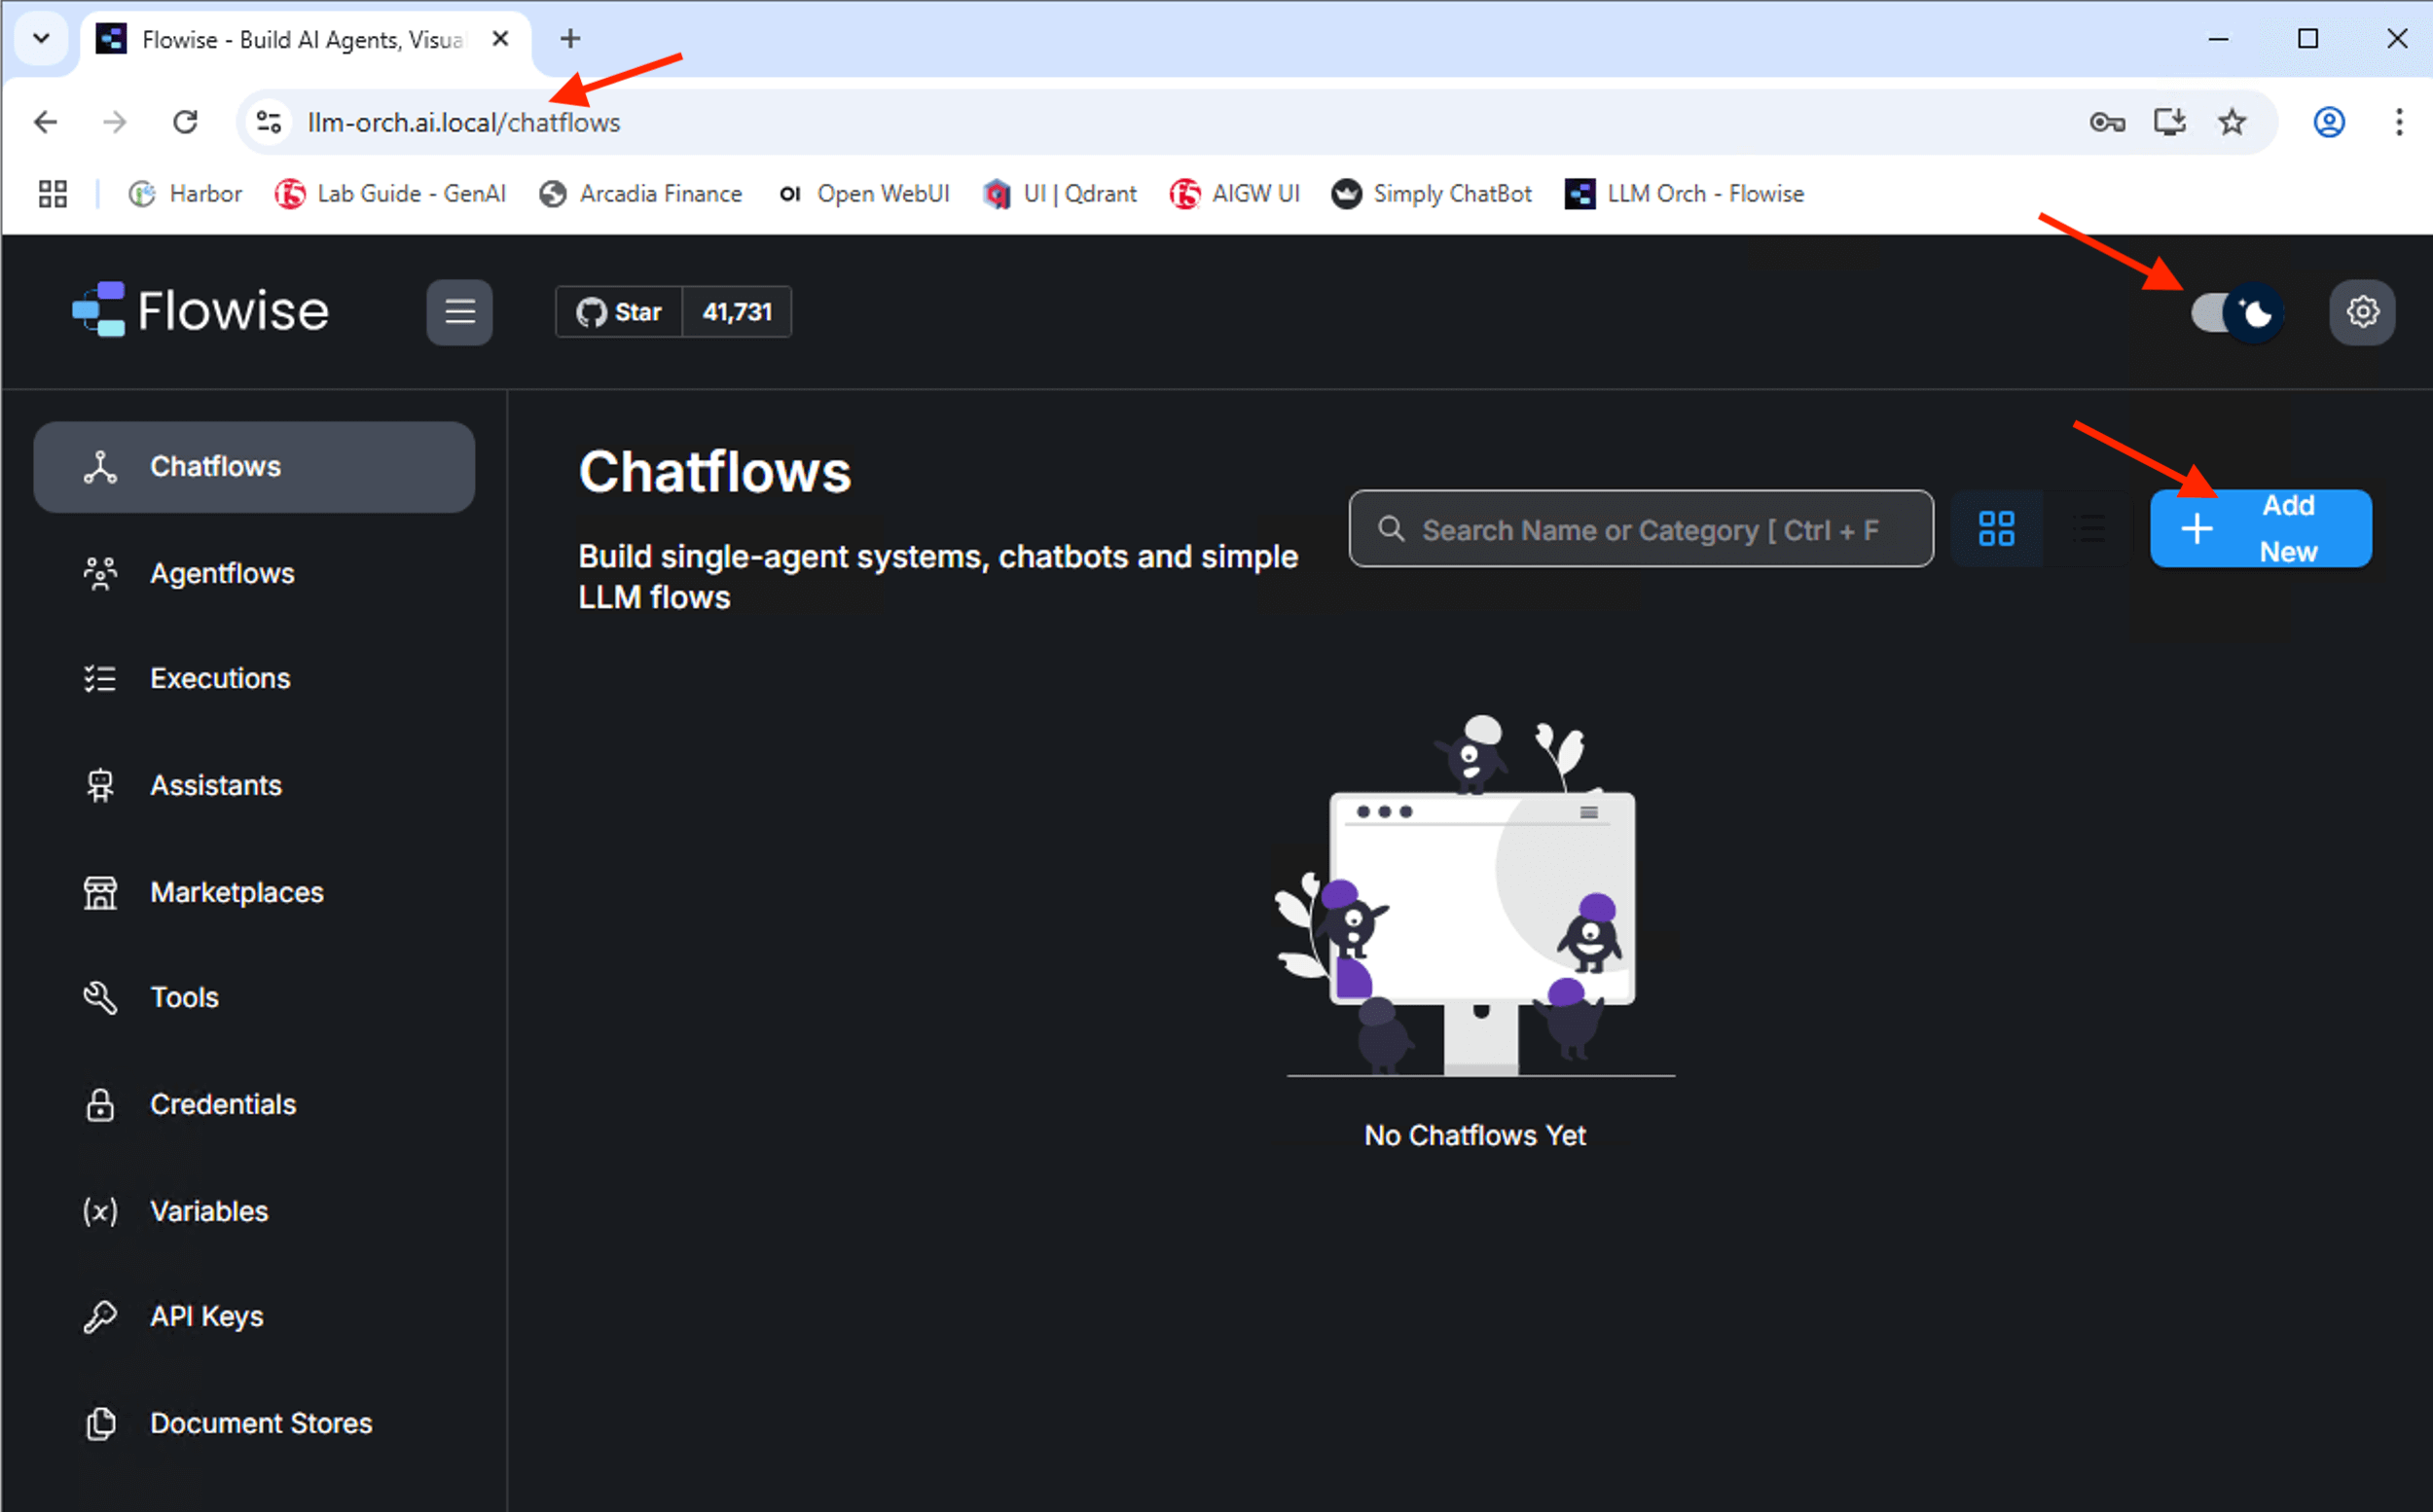 Flowise - Build AI Agents, Visua
llm-orch.ai.local/chatflows
Harbor
Lab Guide - GenAI
Arcadia Finance
OI Open WebUI
UI | Qdrant
AIGW UI
Simply ChatBot
LLM Orch - Flowise
Flowise
Star 41,731
Chatflows
Agentflows
Executions
Assistants
Marketplaces
Tools
Credentials
(x) Variables
API Keys
Document Stores
Chatflows
Build single-agent systems, chatbots and simple
LLM flows
Search Name or Category [ Ctrl + F
Add
New
No Chatflows Yet